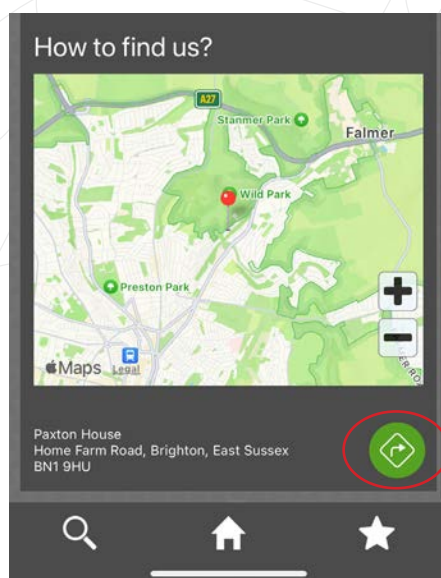 How to find us?
A27
Stanmer Park
Falmer
Wild Park
Preston Park
Maps Legal
Paxton House
Home Farm Road, Brighton, East Sussex
BN1 9HU